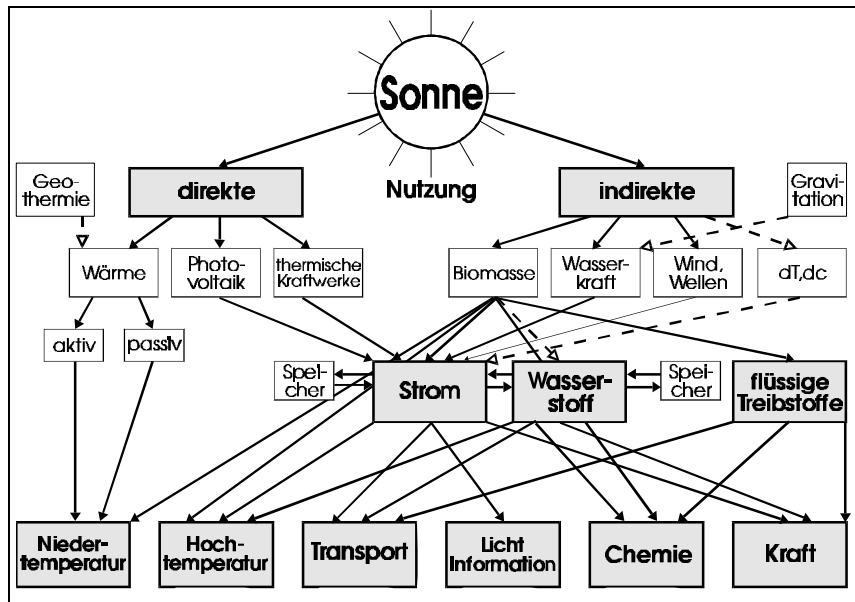 Sonne
direkte
Nutzung
indirekte
Geo-
thermie
Gravi-
tation
Wärme
Photo-
voltaik
thermische
Kraftwerke
Biomasse
Wasser-
kraft
Wind,
Wellen
dT,dc
aktiv
passiv
Spei-
cher
Strom
Wasser-
stoff
Spei-
cher
flüssige
Treibstoffe
Nieder-
temperatur
Hoch-
temperatur
Transport
Licht
Information
Chemie
Kraft